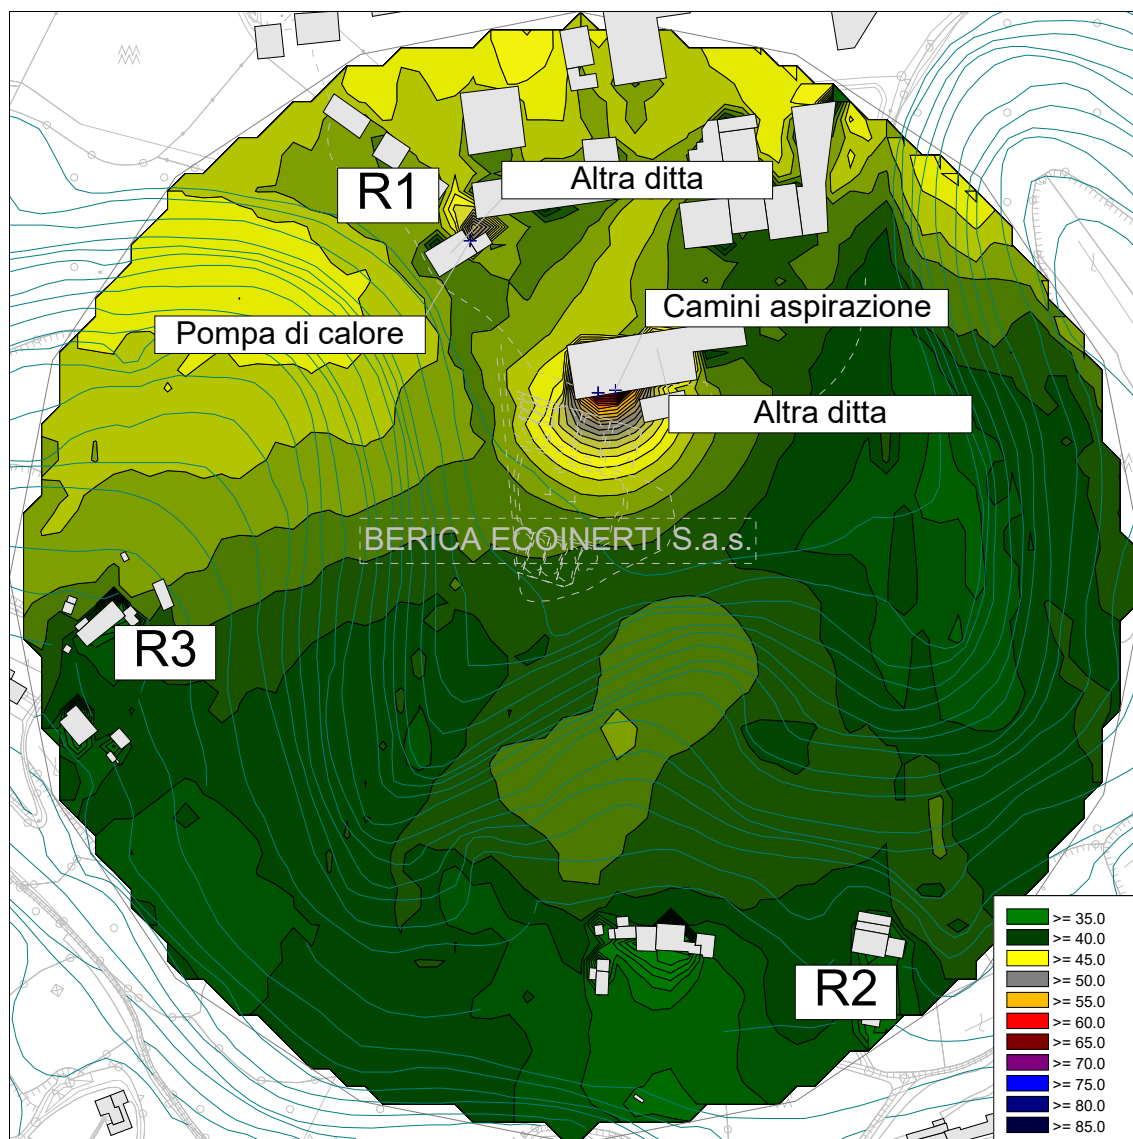 R1
Altra ditta
Camini aspirazione
Pompa di calore
Altra ditta
BERICA ECOINERTI S.a.s.
R3
R2
>= 35.0
>= 40.0
>= 45.0
>= 50.0
>= 55.0
>= 60.0
>= 65.0
>= 70.0
>= 75.0
>= 80.0
>= 85.0